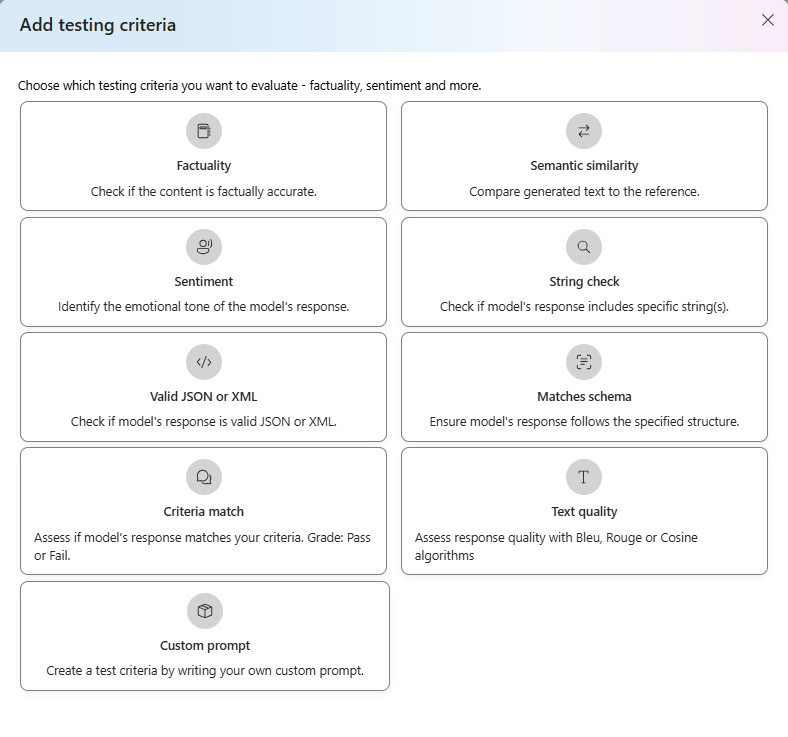 Add testing criteria
Choose which testing criteria you want to evaluate - factuality, sentiment and more.
Factuality
Check if the content is factually accurate.
Semantic similarity
Compare generated text to the reference.
Sentiment
Identify the emotional tone of the model's response.
String check
Check if model's response includes specific string(s).
Valid JSON or XML
Check if model's response is valid JSON or XML.
Matches schema
Ensure model's response follows the specified structure.
Criteria match
Assess if model's response matches your criteria. Grade: Pass
or Fail.
Text quality
Assess response quality with Bleu, Rouge or Cosine
algorithms
Custom prompt
Create a test criteria by writing your own custom prompt.